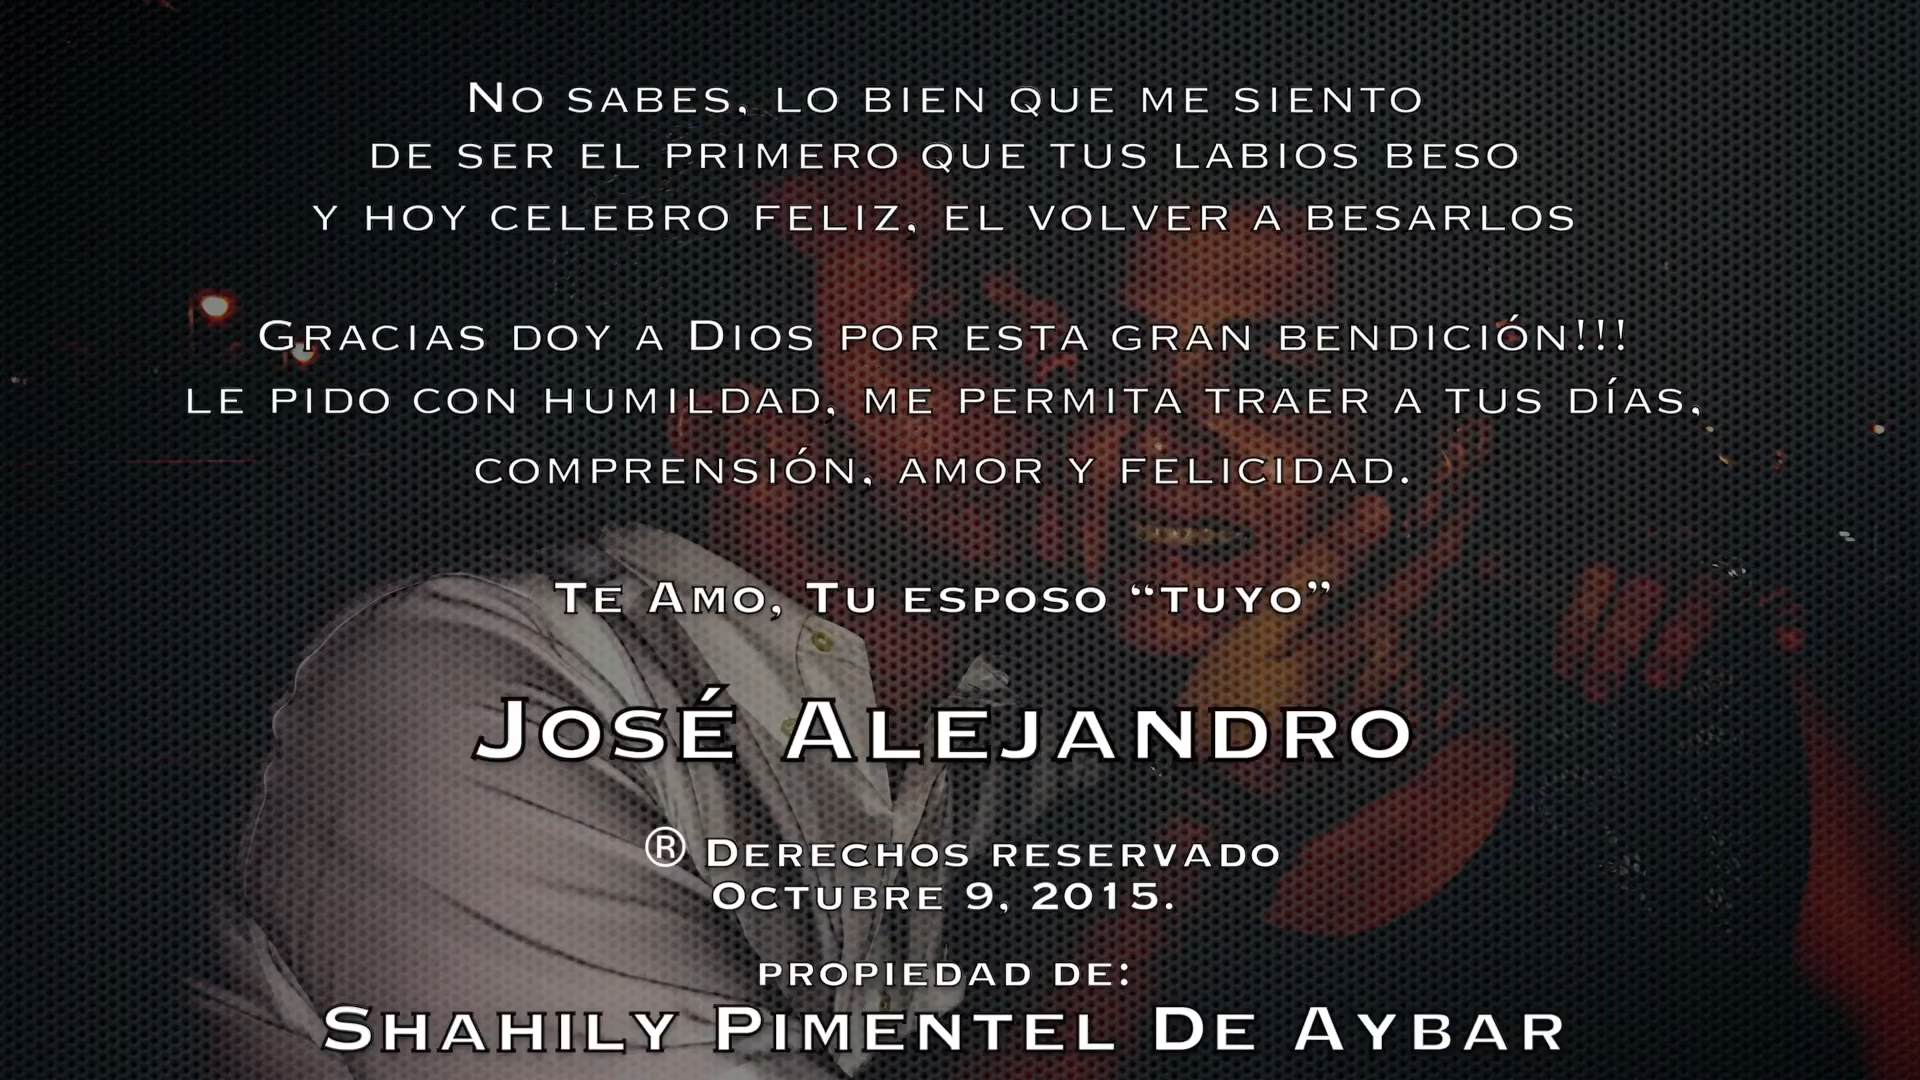 No sabes, lo bien que me siento
de ser el primero que tus labios beso
y hoy celebro feliz, el volver a besarlos
Gracias doy a Dios por esta gran bendición!!!
le pido con humildad, me permita traer a tus días,
comprensión, amor y felicidad.
Te Amo, Tu esposo “tuyo”
José Alejandro
® Derechos reservado
Octubre 9, 2015.
propiedad de:
Shahily Pimentel De Aybar